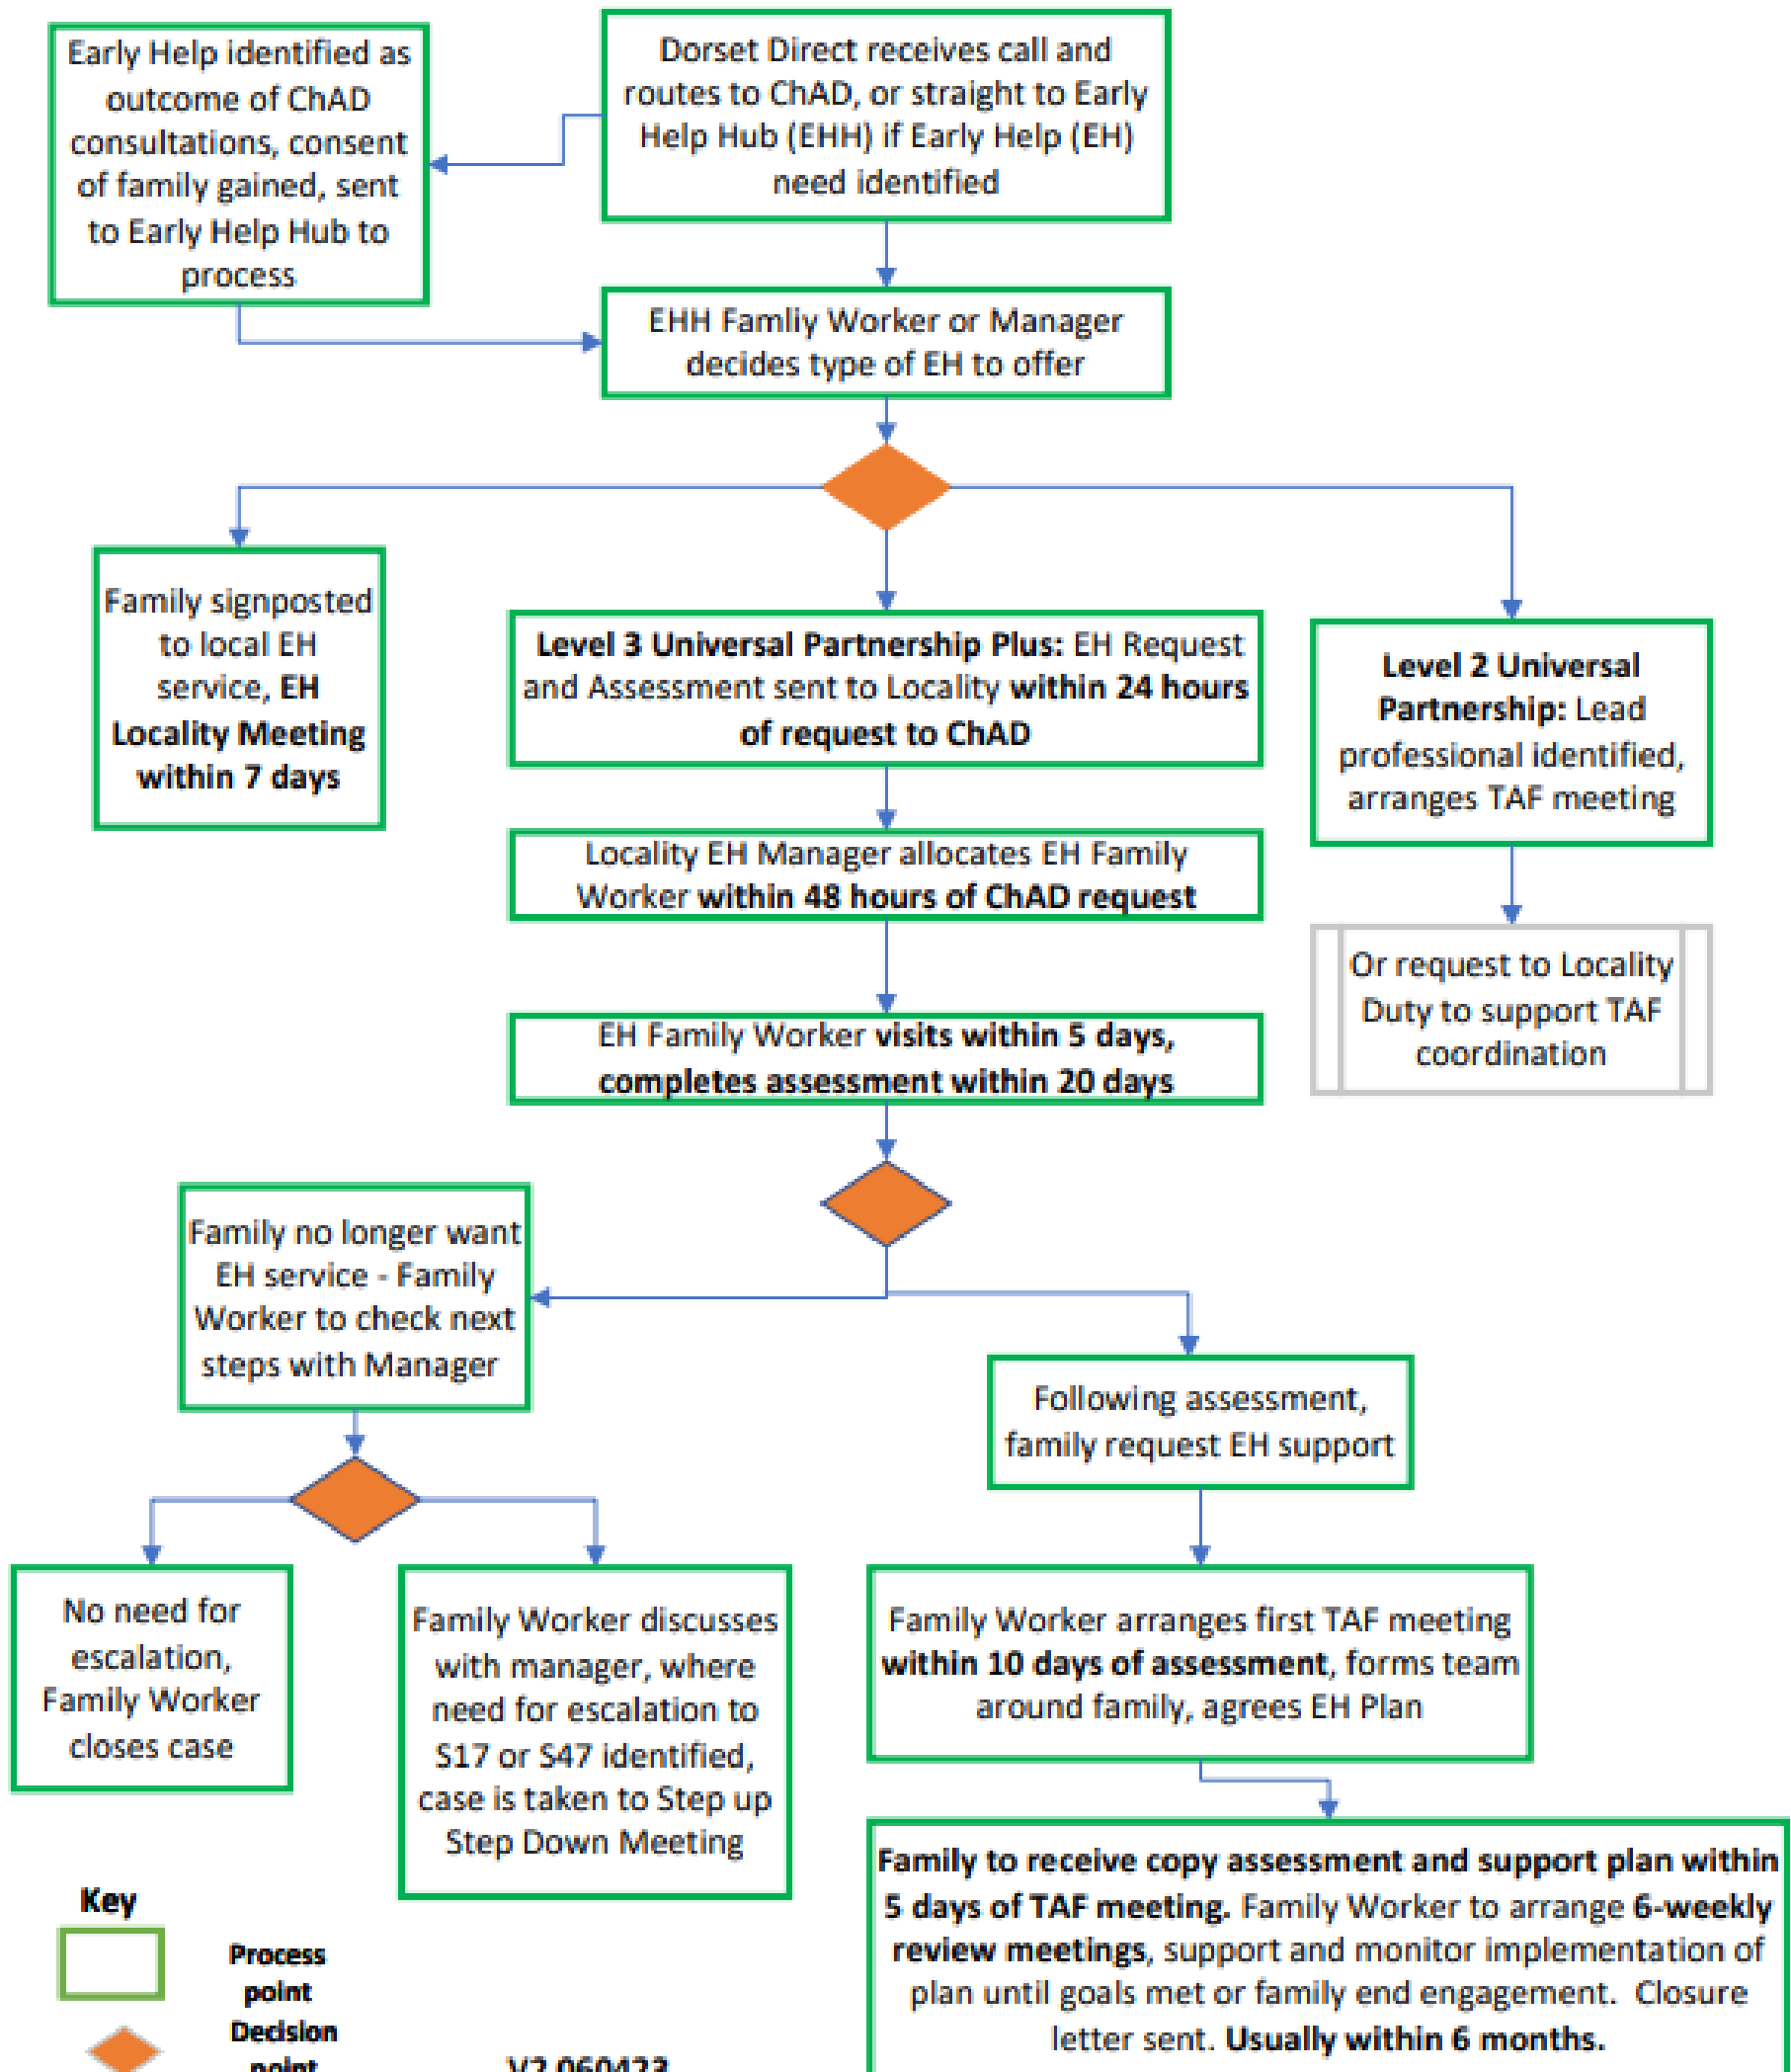 Early Help identified as
outcome of ChAD
consultations, consent
of family gained, sent
to Early Help Hub to
process
Dorset Direct receives call and
routes to ChAD, or straight to Early
Help Hub (EHH) if Early Help (EH)
need identified
EHH Famliy Worker or Manager
decides type of EH to offer
Family signposted
to local EH
service, EH
Locality Meeting
within 7 days
Level 3 Universal Partnership Plus: EH Request
and Assessment sent to Locality within 24 hours
of request to ChAD
Level 2 Universal
Partnership: Lead
professional identified,
arranges TAF meeting
Locality EH Manager allocates EH Family
Worker within 48 hours of ChAD request
Or request to Locality
Duty to support TAF
coordination
EH Family Worker visits within 5 days,
completes assessment within 20 days
Family no longer want
EH service - Family
Worker to check next
steps with Manager
Following assessment,
family request EH support
No need for
escalation,
Family Worker
closes case
Family Worker discusses
with manager, where
need for escalation to
S17 or S47 identified,
case is taken to Step up
Step Down Meeting
Family Worker arranges first TAF meeting
within 10 days of assessment, forms team
around family, agrees EH Plan
Family to receive copy assessment and support plan within
5 days of TAF meeting. Family Worker to arrange 6-weekly
review meetings, support and monitor implementation of
plan until goals met or family end engagement. Closure
letter sent. Usually within 6 months.
Key
Process
point
Decision
point
V2 060423